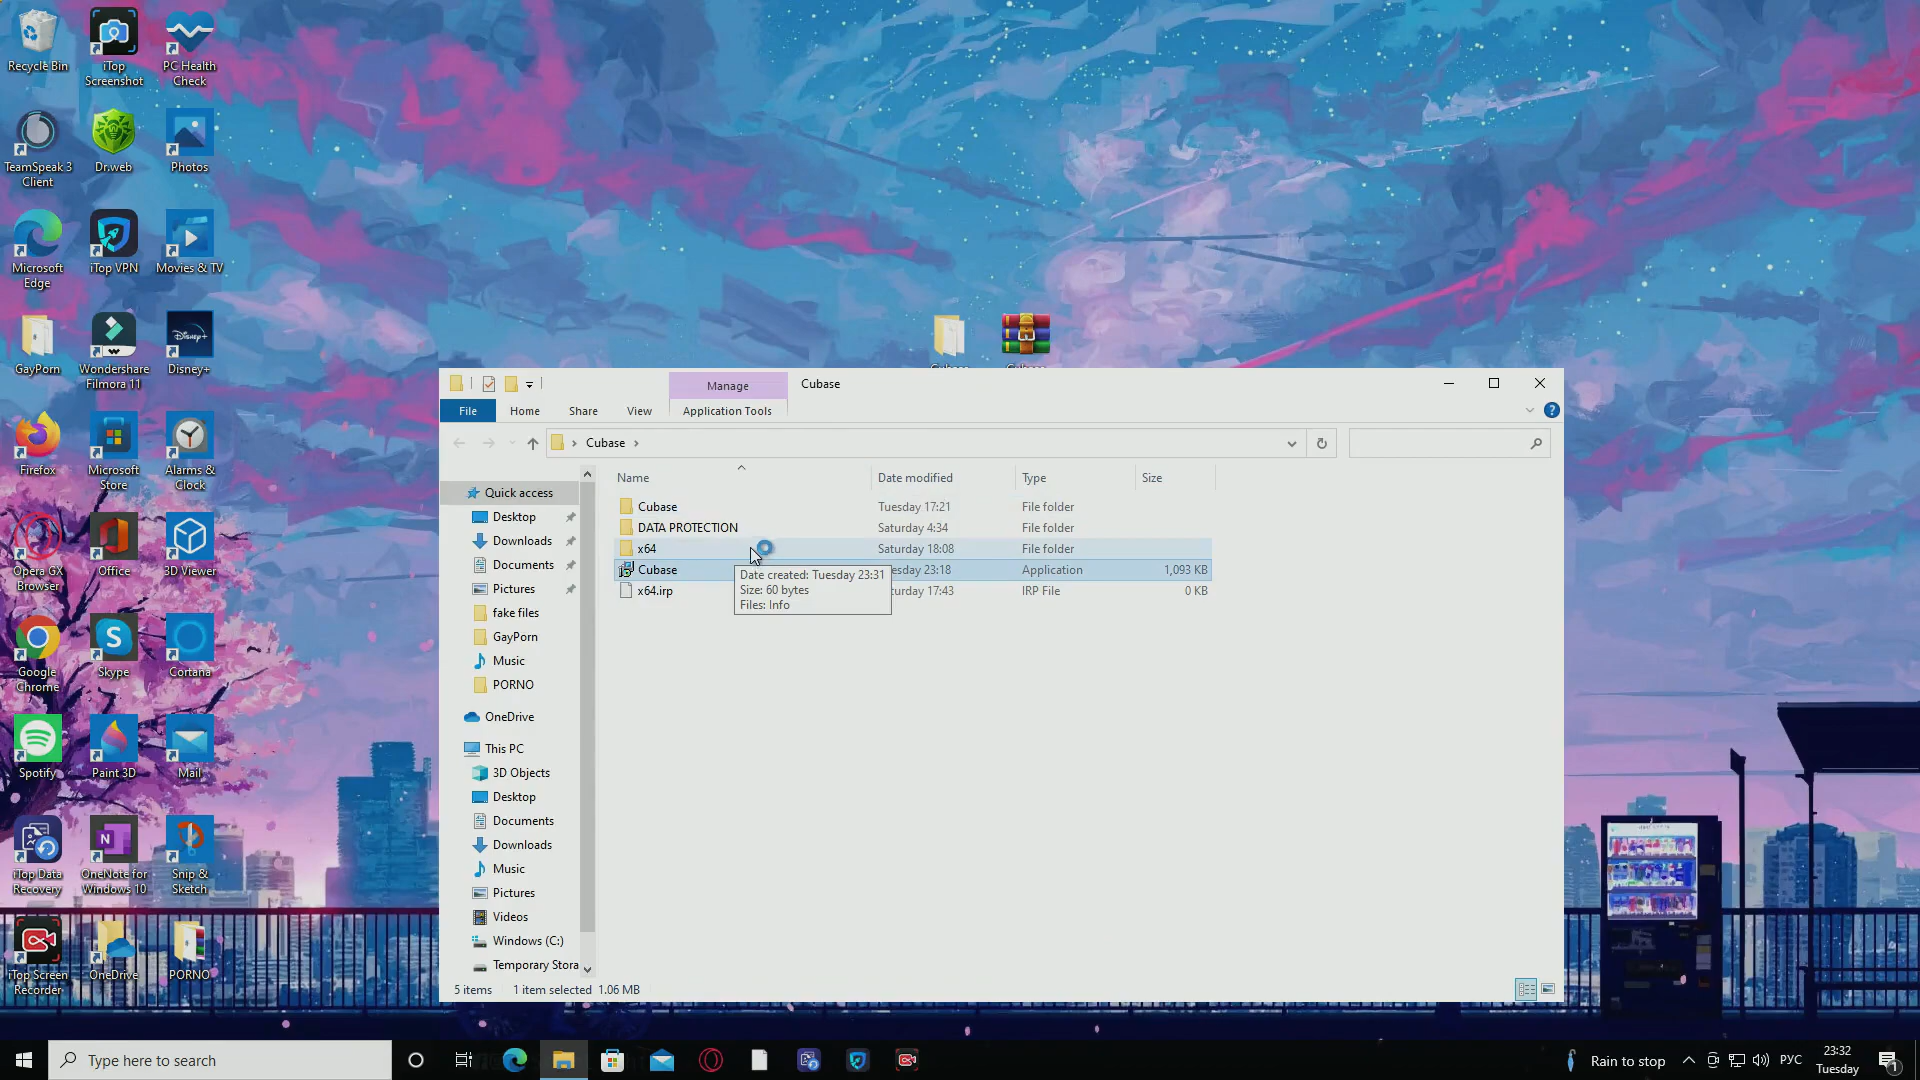 Recycle Bin
iTop
Screenshot
PC Health
Check
TeamSpeak 3
Client
Dr.web
Photos
Microsoft
Edge
iTop VPN
Movies & TV
GayPorn
Wondershare
Filmora 11
Disney+
Firefox
Microsoft
Store
Alarms &
Clock
Opera GX
Browser
Office
3D Viewer
Google
Chrome
Skype
Cortana
Spotify
Paint 3D
Mail
iTop Data
Recovery
OneNote for
Windows 10
Snip &
Sketch
iTop Screen
Recorder
OneDrive
PORNO
Manage
Cubase
File
Home
Share
View
Application Tools
Cubase
Name
Date modified
Type
Size
Quick access
Desktop
Downloads
Documents
Pictures
fake files
GayPorn
Music
PORNO
OneDrive
This PC
3D Objects
Desktop
Documents
Downloads
Music
Pictures
Videos
Windows (C:)
Temporary Stora
Cubase Tuesday 17:21 File folder
DATA PROTECTION Saturday 4:34 File folder
x64 Saturday 18:08 File folder
Cubase esday 23:18 Application 1,093 KB
x64.irp urday 17:43 IRP File 0 KB
Date created: Tuesday 23:31
Size: 60 bytes
Files: Info
5 items 1 item selected 1.06 MB
Type here to search
Rain to stop
РУС
23:32
Tuesday
1